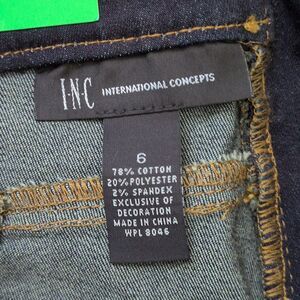 I·N·C INTERNATIONAL CONCEPTS
6
78% COTTON
20% POLYESTER
2% SPANDEX
EXCLUSIVE OF
DECORATION
MADE IN CHINA
WPL 8046